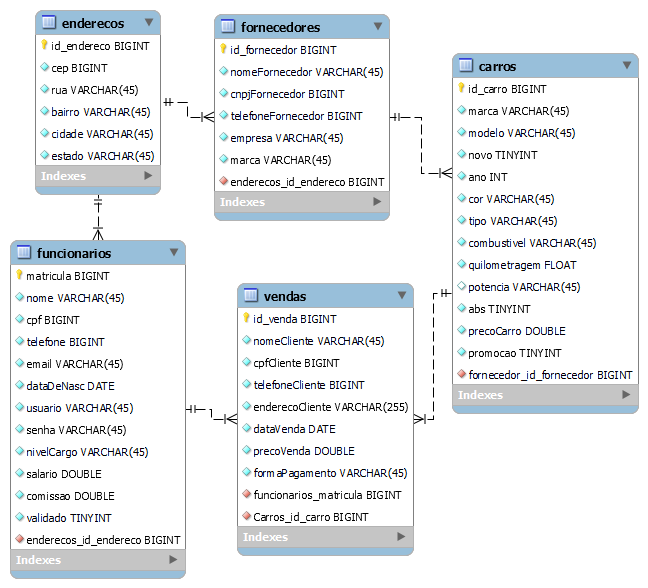 enderecos
id_endereco BIGINT
cep BIGINT
rua VARCHAR(45)
bairro VARCHAR(45)
cidade VARCHAR(45)
estado VARCHAR(45)
Indexes
fornecedores
id_fornecedor BIGINT
nomeFornecedor VARCHAR(45)
cnpjFornecedor BIGINT
telefoneFornecedor BIGINT
empresa VARCHAR(45)
marca VARCHAR(45)
enderecos_id_endereco BIGINT
Indexes
carros
id_carro BIGINT
marca VARCHAR(45)
modelo VARCHAR(45)
novo TINYINT
ano INT
cor VARCHAR(45)
tipo VARCHAR(45)
combustivel VARCHAR(45)
quilometragem FLOAT
potencia VARCHAR(45)
abs TINYINT
precoCarro DOUBLE
promocao TINYINT
fornecedor_id_fornecedor BIGINT
Indexes
funcionarios
matricula BIGINT
nome VARCHAR(45)
cpf BIGINT
telefone BIGINT
email VARCHAR(45)
dataDeNasc DATE
usuario VARCHAR(45)
senha VARCHAR(45)
nivelCargo VARCHAR(45)
salario DOUBLE
comissao DOUBLE
validado TINYINT
enderecos_id_endereco BIGINT
Indexes
vendas
id_venda BIGINT
nomeCliente VARCHAR(45)
cpfCliente BIGINT
telefoneCliente BIGINT
enderecoCliente VARCHAR(255)
dataVenda DATE
precoVenda DOUBLE
formaPagamento VARCHAR(45)
funcionarios_matricula BIGINT
Carros_id_carro BIGINT
Indexes